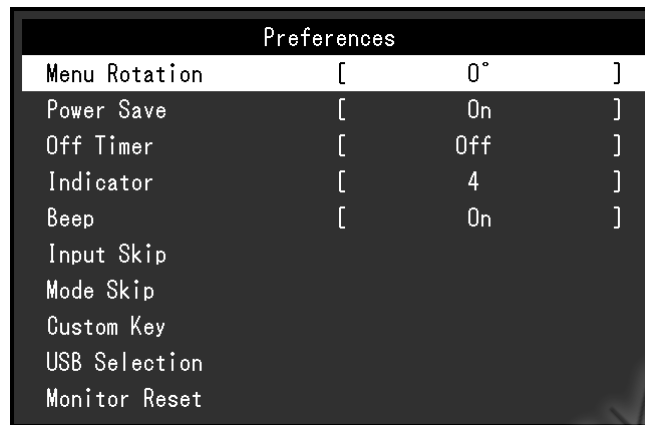 Preferences
Menu Rotation [ 0° ]
Power Save [ On ]
Off Timer [ Off ]
Indicator [ 4 ]
Beep [ On ]
Input Skip
Mode Skip
Custom Key
USB Selection
Monitor Reset